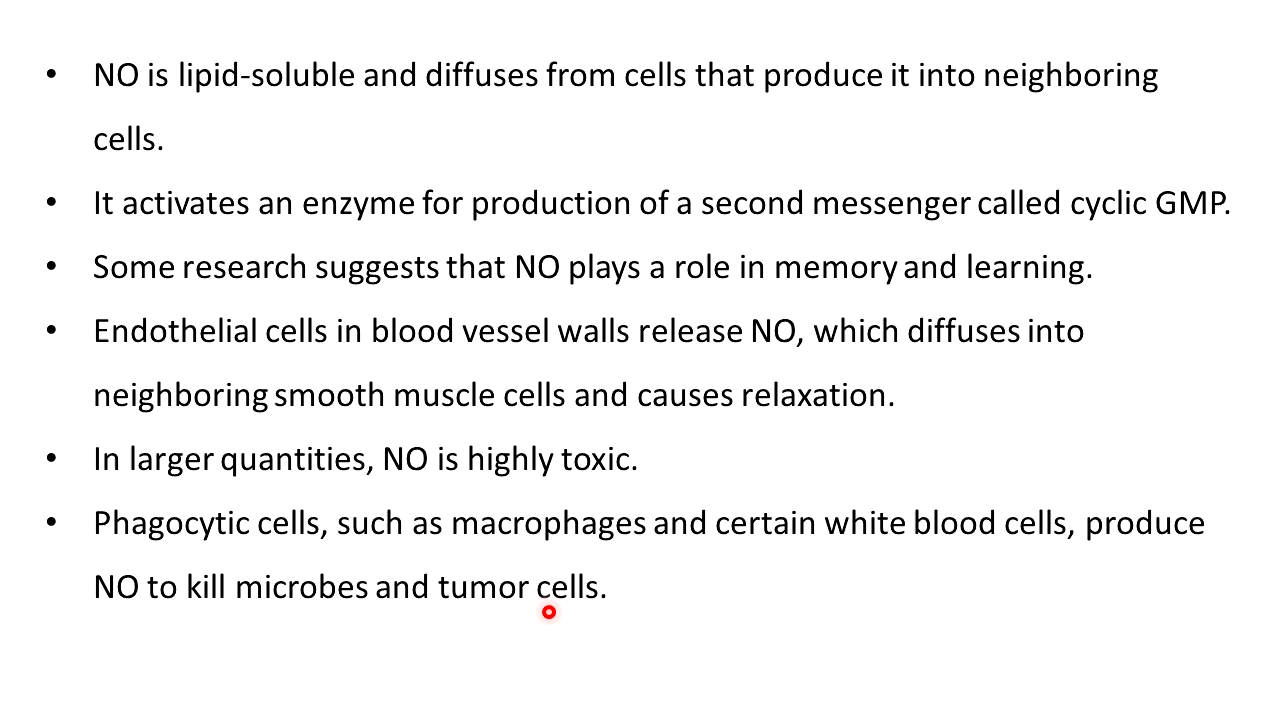 • NO is lipid-soluble and diffuses from cells that produce it into neighboring
cells.
• It activates an enzyme for production of a second messenger called cyclic GMP.
• Some research suggests that NO plays a role in memory and learning.
• Endothelial cells in blood vessel walls release NO, which diffuses into
neighboring smooth muscle cells and causes relaxation.
• In larger quantities, NO is highly toxic.
• Phagocytic cells, such as macrophages and certain white blood cells, produce
NO to kill microbes and tumor cells.